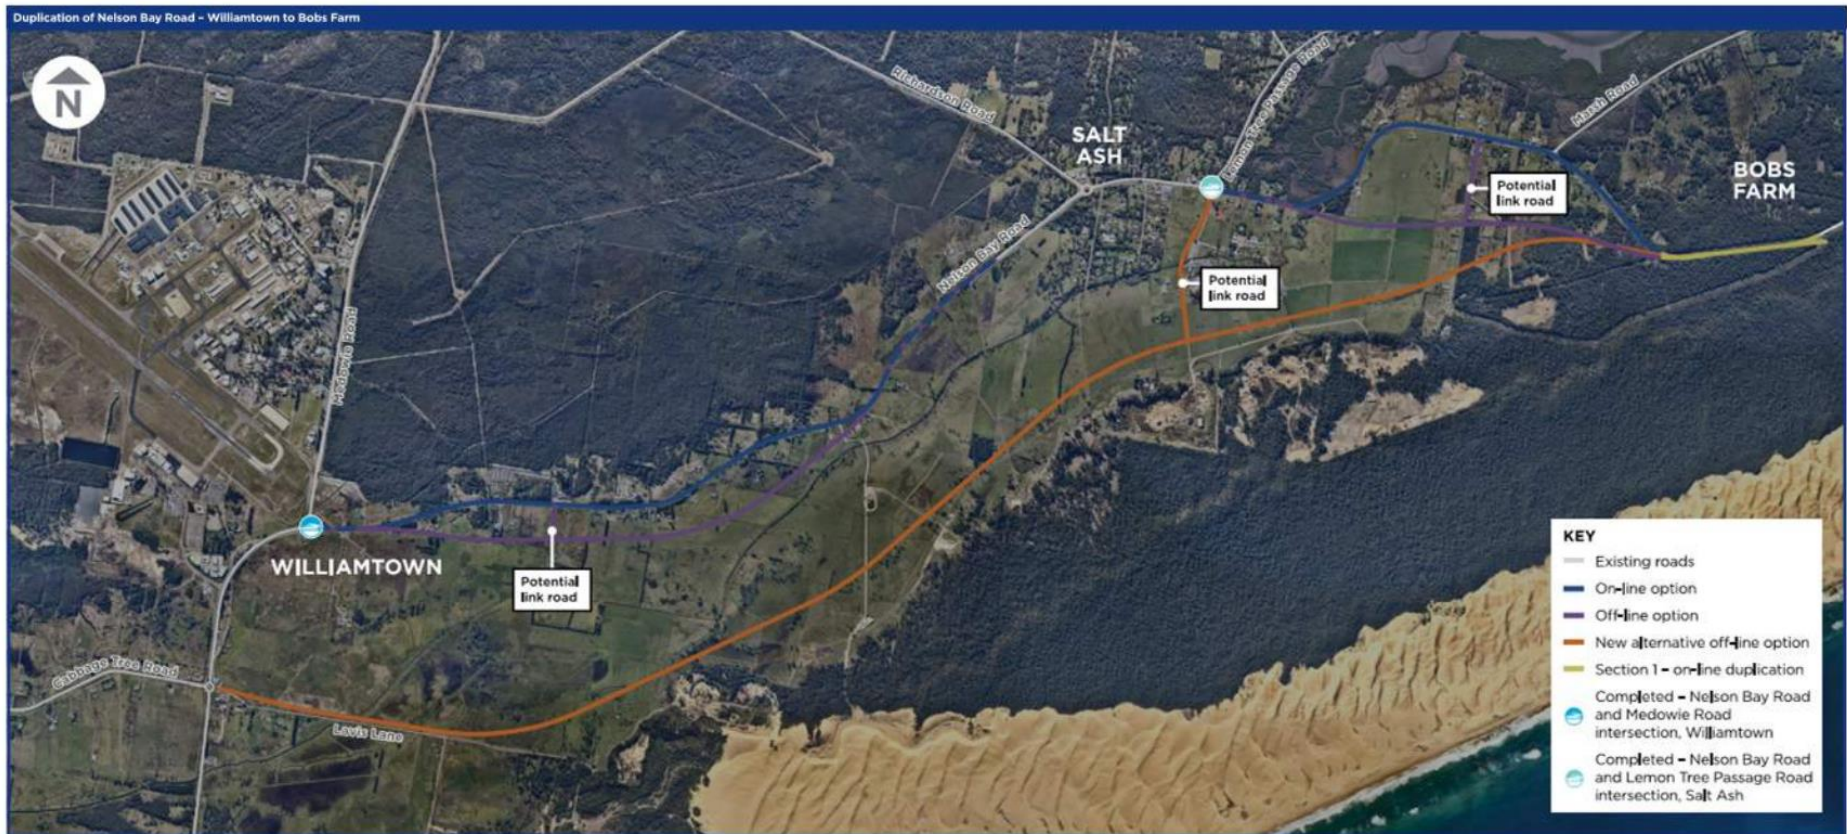 Duplication of Nelson Bay Road – Williamtown to Bobs Farm
N
Richardson Road
Lemon Tree Passage Road
Marsh Road
SALT
ASH
BOBS
FARM
Potential
link road
Nelson Bay Road
Potential
link road
Medowie Road
WILLIAMTOWN
Potential
link road
Cabbage Tree Road
Lavis Lane
KEY
Existing roads
On-line option
Off-line option
New alternative off-line option
Section 1 – on-line duplication
Completed – Nelson Bay Road
and Medowie Road
intersection, Williamtown
Completed – Nelson Bay Road
and Lemon Tree Passage Road
intersection, Salt Ash